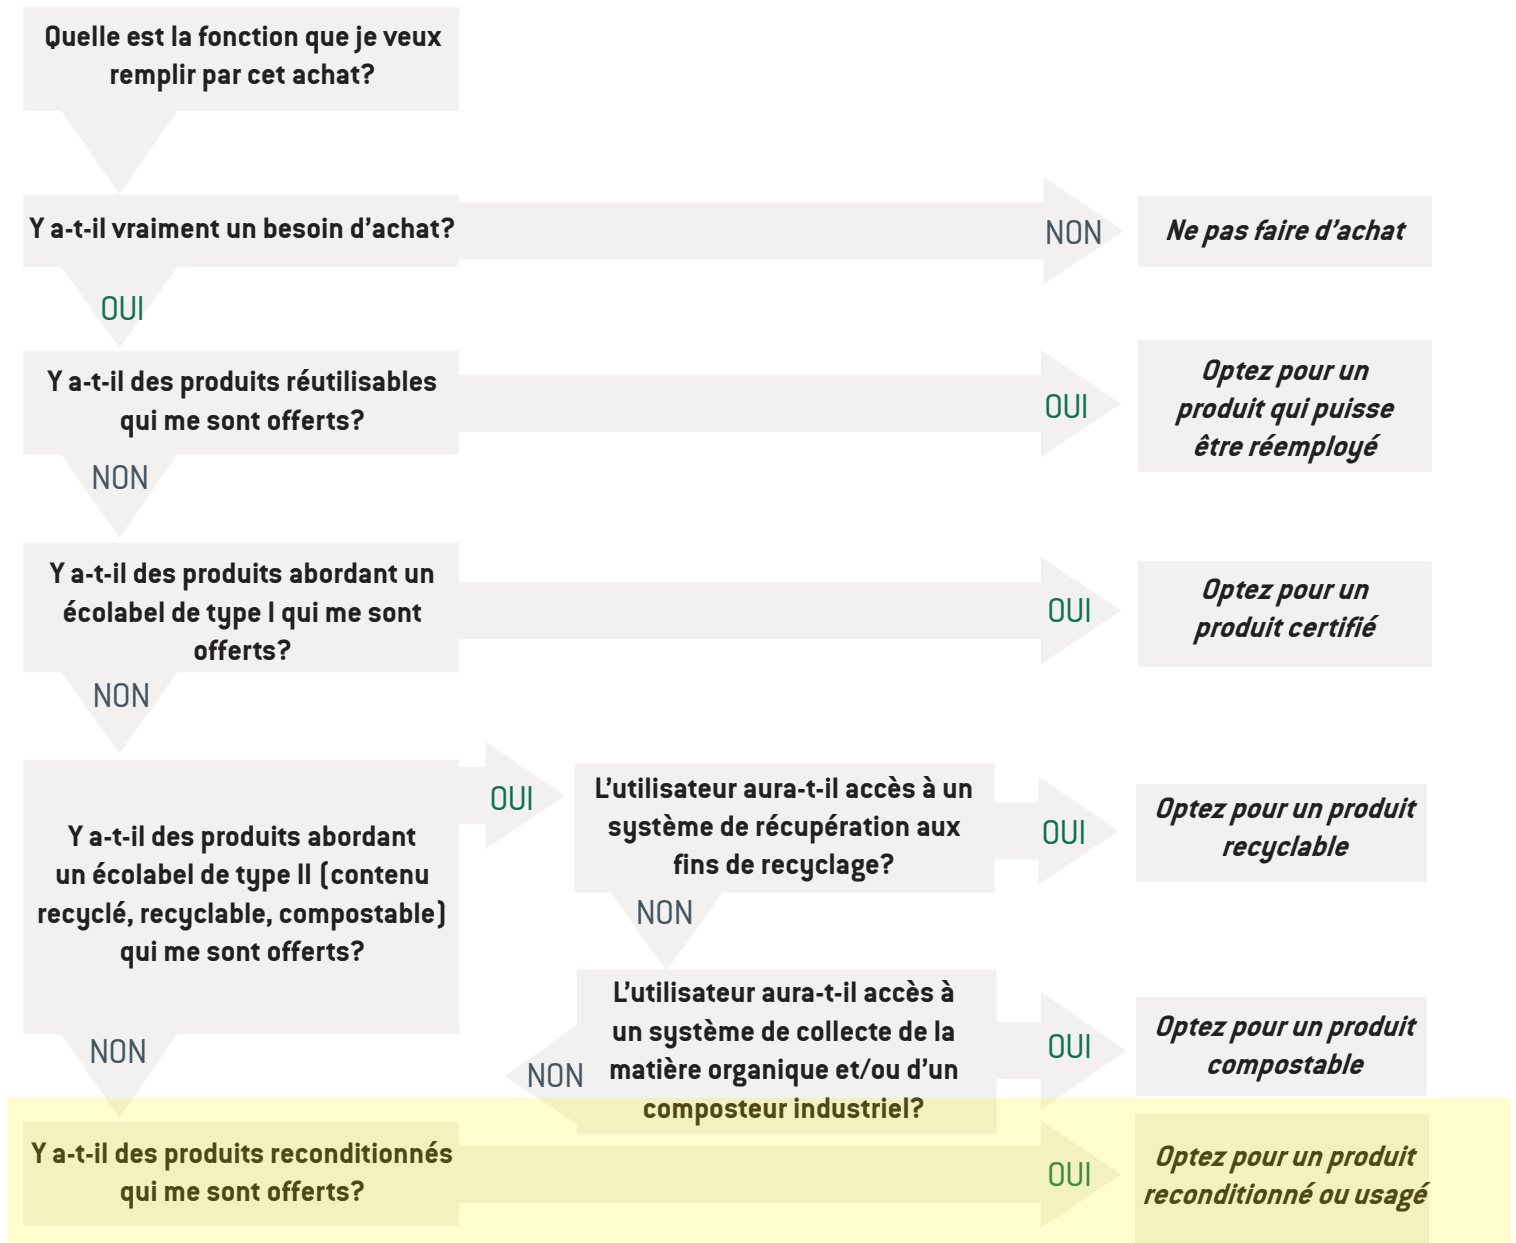 Quelle est la fonction que je veux
remplir par cet achat?
Y a-t-il vraiment un besoin d’achat?
NON
Ne pas faire d’achat
OUI
Y a-t-il des produits réutilisables
qui me sont offerts?
OUI
Optez pour un
produit qui puisse
être réemployé
NON
Y a-t-il des produits abordant un
écolabel de type I qui me sont
offerts?
OUI
Optez pour un
produit certifié
NON
Y a-t-il des produits abordant
un écolabel de type II (contenu
recyclé, recyclable, compostable)
qui me sont offerts?
OUI
L’utilisateur aura-t-il accès à un
système de récupération aux
fins de recyclage?
OUI
Optez pour un produit
recyclable
NON
L’utilisateur aura-t-il accès à
un système de collecte de la
matière organique et/ou d’un
composteur industriel?
OUI
Optez pour un produit
compostable
NON
NON
Y a-t-il des produits reconditionnés
qui me sont offerts?
OUI
Optez pour un produit
reconditionné ou usagé